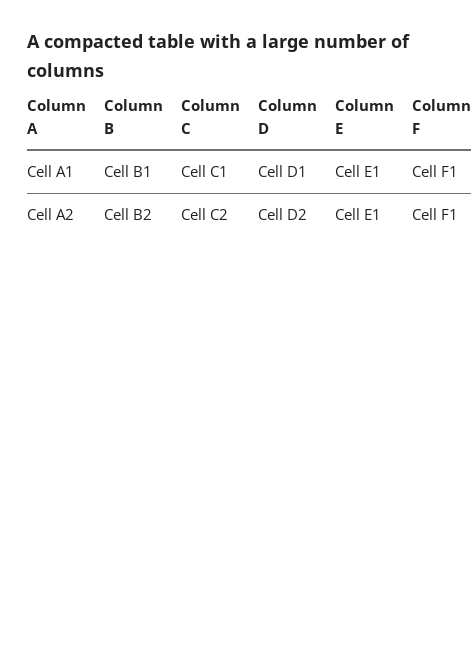 A compacted table with a large number of
columns
Column A Column B Column C Column D Column E Column F
Cell A1 Cell B1 Cell C1 Cell D1 Cell E1 Cell F1
Cell A2 Cell B2 Cell C2 Cell D2 Cell E1 Cell F1